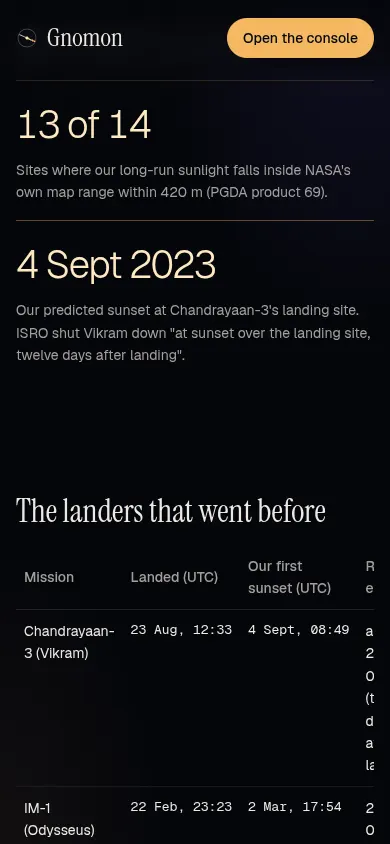 Gnomon
Open the console
13 of 14
Sites where our long-run sunlight falls inside NASA's
own map range within 420 m (PGDA product 69).
4 Sept 2023
Our predicted sunset at Chandrayaan-3's landing site.
ISRO shut Vikram down "at sunset over the landing site,
twelve days after landing".
The landers that went before
Mission
Landed (UTC)
Our first
sunset (UTC)
Chandrayaan-
3 (Vikram)
23 Aug, 12:33
4 Sept, 08:49
IM-1
(Odysseus)
22 Feb, 23:23
2 Mar, 17:54